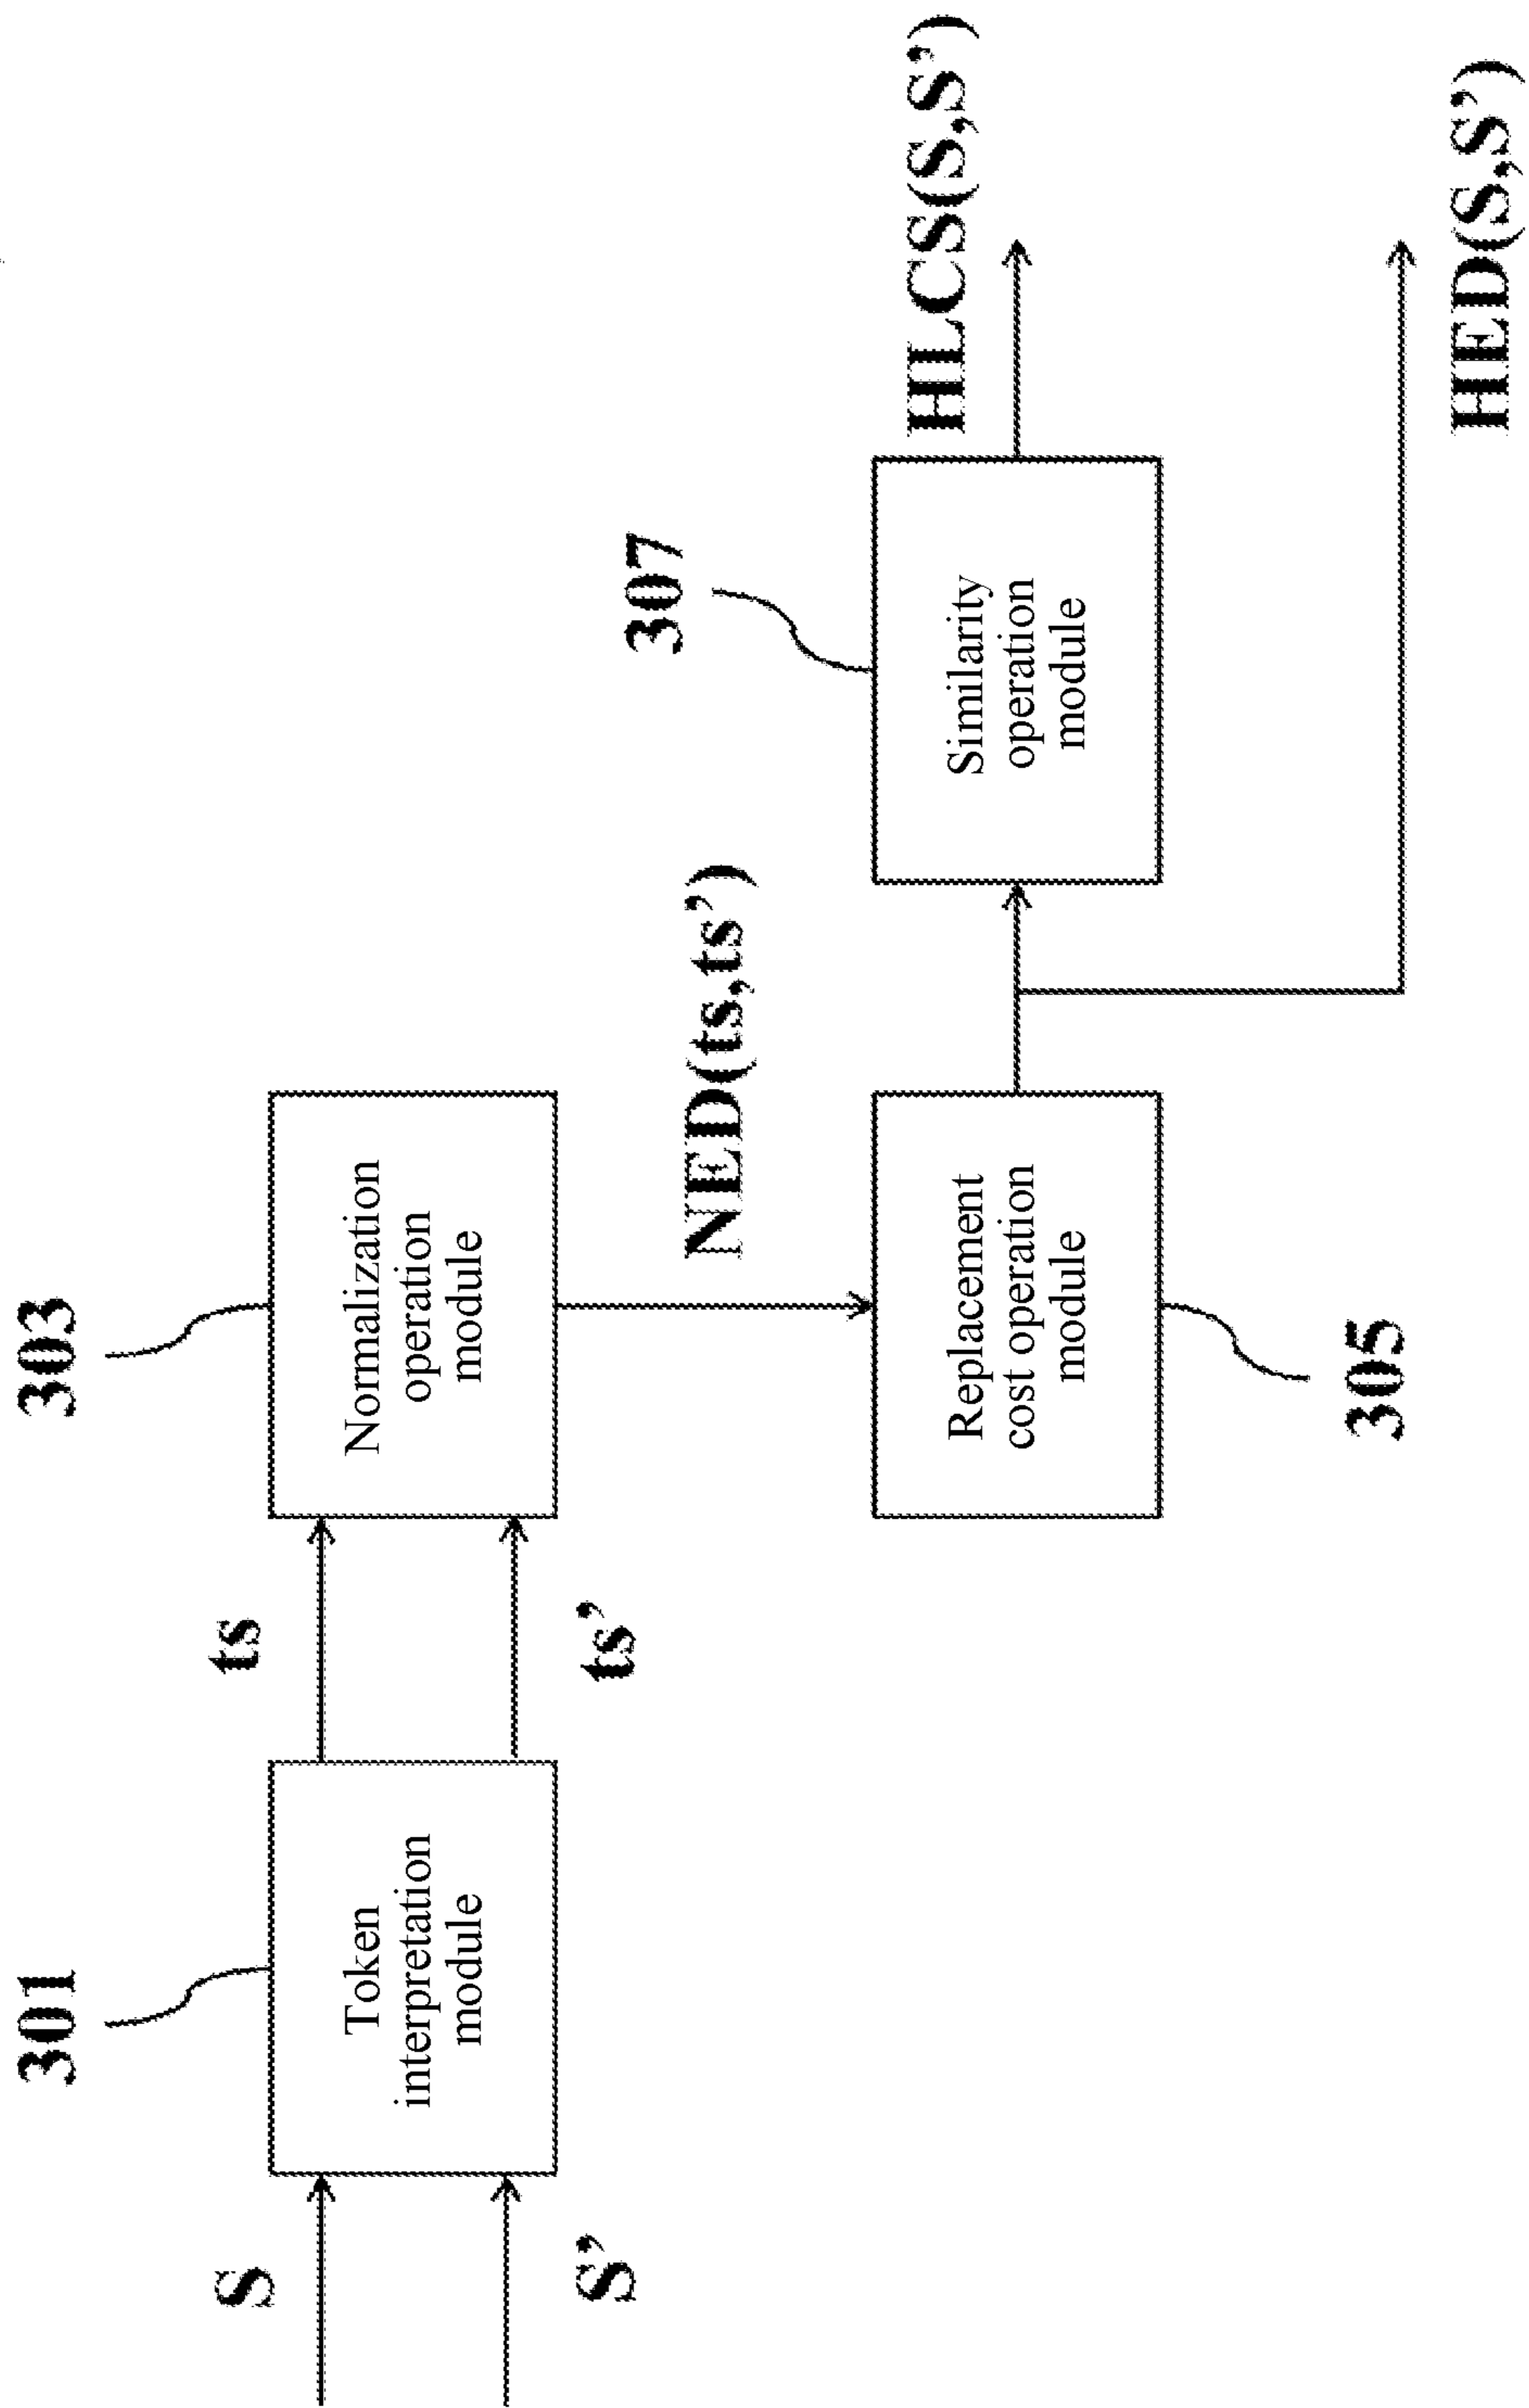 301
303
S
S’
Token
interpretation
module
ts
ts’
Normalization
operation
module
NED(ts,ts’)
307
Replacement
cost operation
module
305
Similarity
operation
module
HLCS(S,S’)
HED(S,S’)